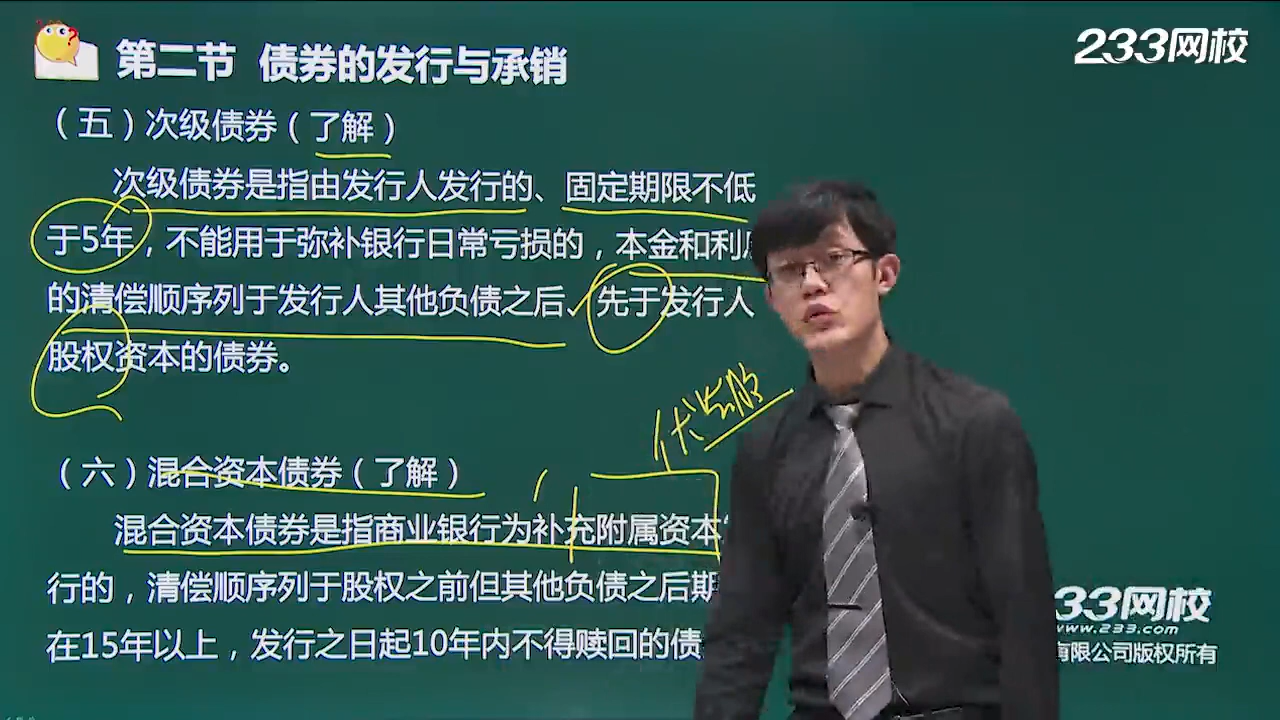 233网校
第二节 债券的发行与承销
（五）次级债券（了解）
次级债券是指由发行人发行的、固定期限不低
于5年，不能用于弥补银行日常亏损的，本金和利
的清偿顺序列于发行人其他负债之后、先于发行人
股权资本的债券。
优先股
（六）混合资本债券（了解）
混合资本债券是指商业银行为补充附属资本
行的，清偿顺序列于股权之前但其他负债之后期
在15年以上，发行之日起10年内不得赎回的债
33网校
www.233.com
有限公司版权所有